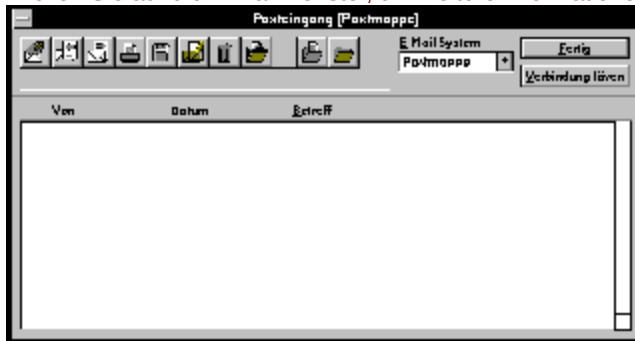 Posteingang [Postmappe]
E Mail System
Postmappe
Fertig
Verbindung lösen
Von Datum Betreff